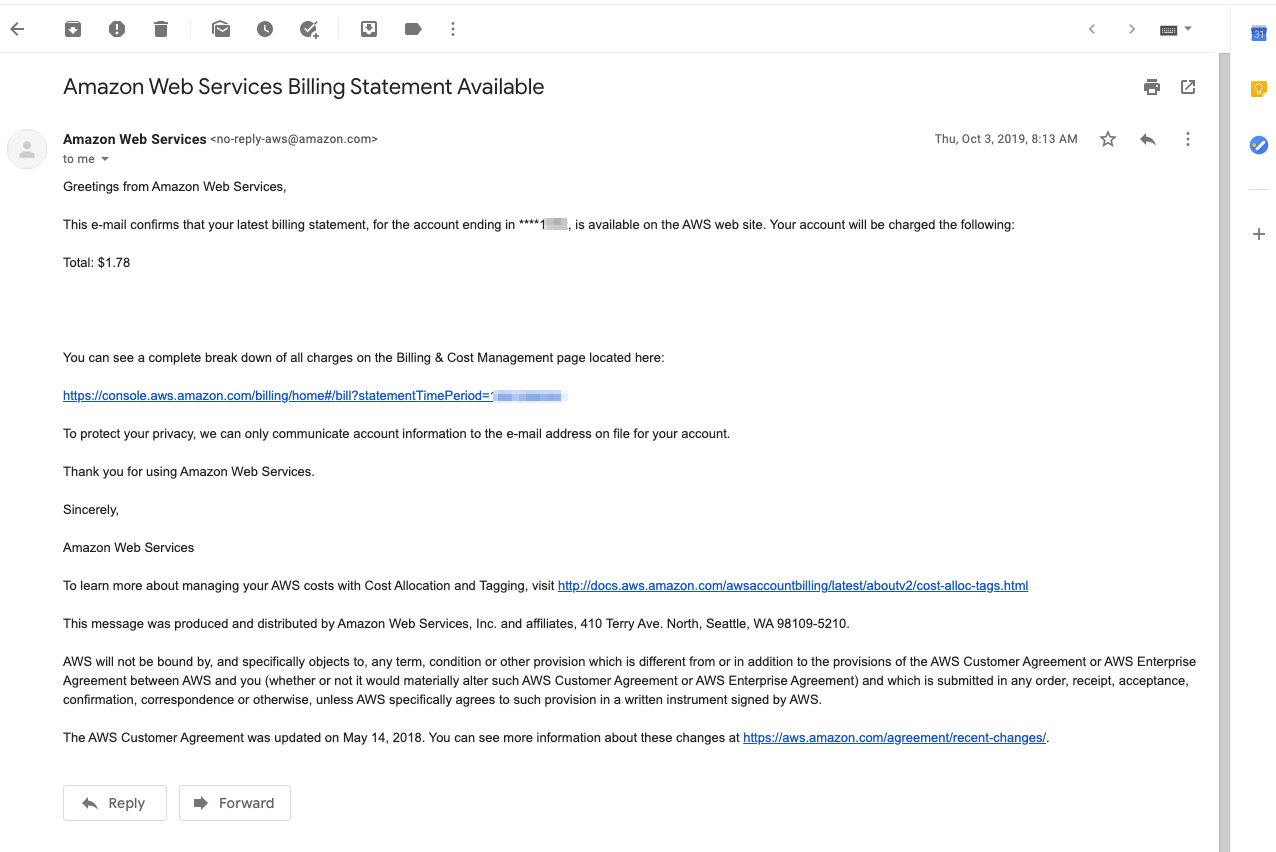 31
Amazon Web Services Billing Statement Available
Amazon Web Services <no-reply-aws@amazon.com>
Thu, Oct 3, 2019, 8:13 AM
to me
Greetings from Amazon Web Services,
This e-mail confirms that your latest billing statement, for the account ending in ****1, is available on the AWS web site. Your account will be charged the following:
Total: $1.78
You can see a complete break down of all charges on the Billing & Cost Management page located here:
https://console.aws.amazon.com/billing/home#/bill?statementTimePeriod=
To protect your privacy, we can only communicate account information to the e-mail address on file for your account.
Thank you for using Amazon Web Services.
Sincerely,
Amazon Web Services
To learn more about managing your AWS costs with Cost Allocation and Tagging, visit http://docs.aws.amazon.com/awsaccountbilling/latest/aboutv2/cost-alloc-tags.html
This message was produced and distributed by Amazon Web Services, Inc. and affiliates, 410 Terry Ave. North, Seattle, WA 98109-5210.
AWS will not be bound by, and specifically objects to, any term, condition or other provision which is different from or in addition to the provisions of the AWS Customer Agreement or AWS Enterprise
Agreement between AWS and you (whether or not it would materially alter such AWS Customer Agreement or AWS Enterprise Agreement) and which is submitted in any order, receipt, acceptance,
confirmation, correspondence or otherwise, unless AWS specifically agrees to such provision in a written instrument signed by AWS.
The AWS Customer Agreement was updated on May 14, 2018. You can see more information about these changes at https://aws.amazon.com/agreement/recent-changes/.
Reply
Forward